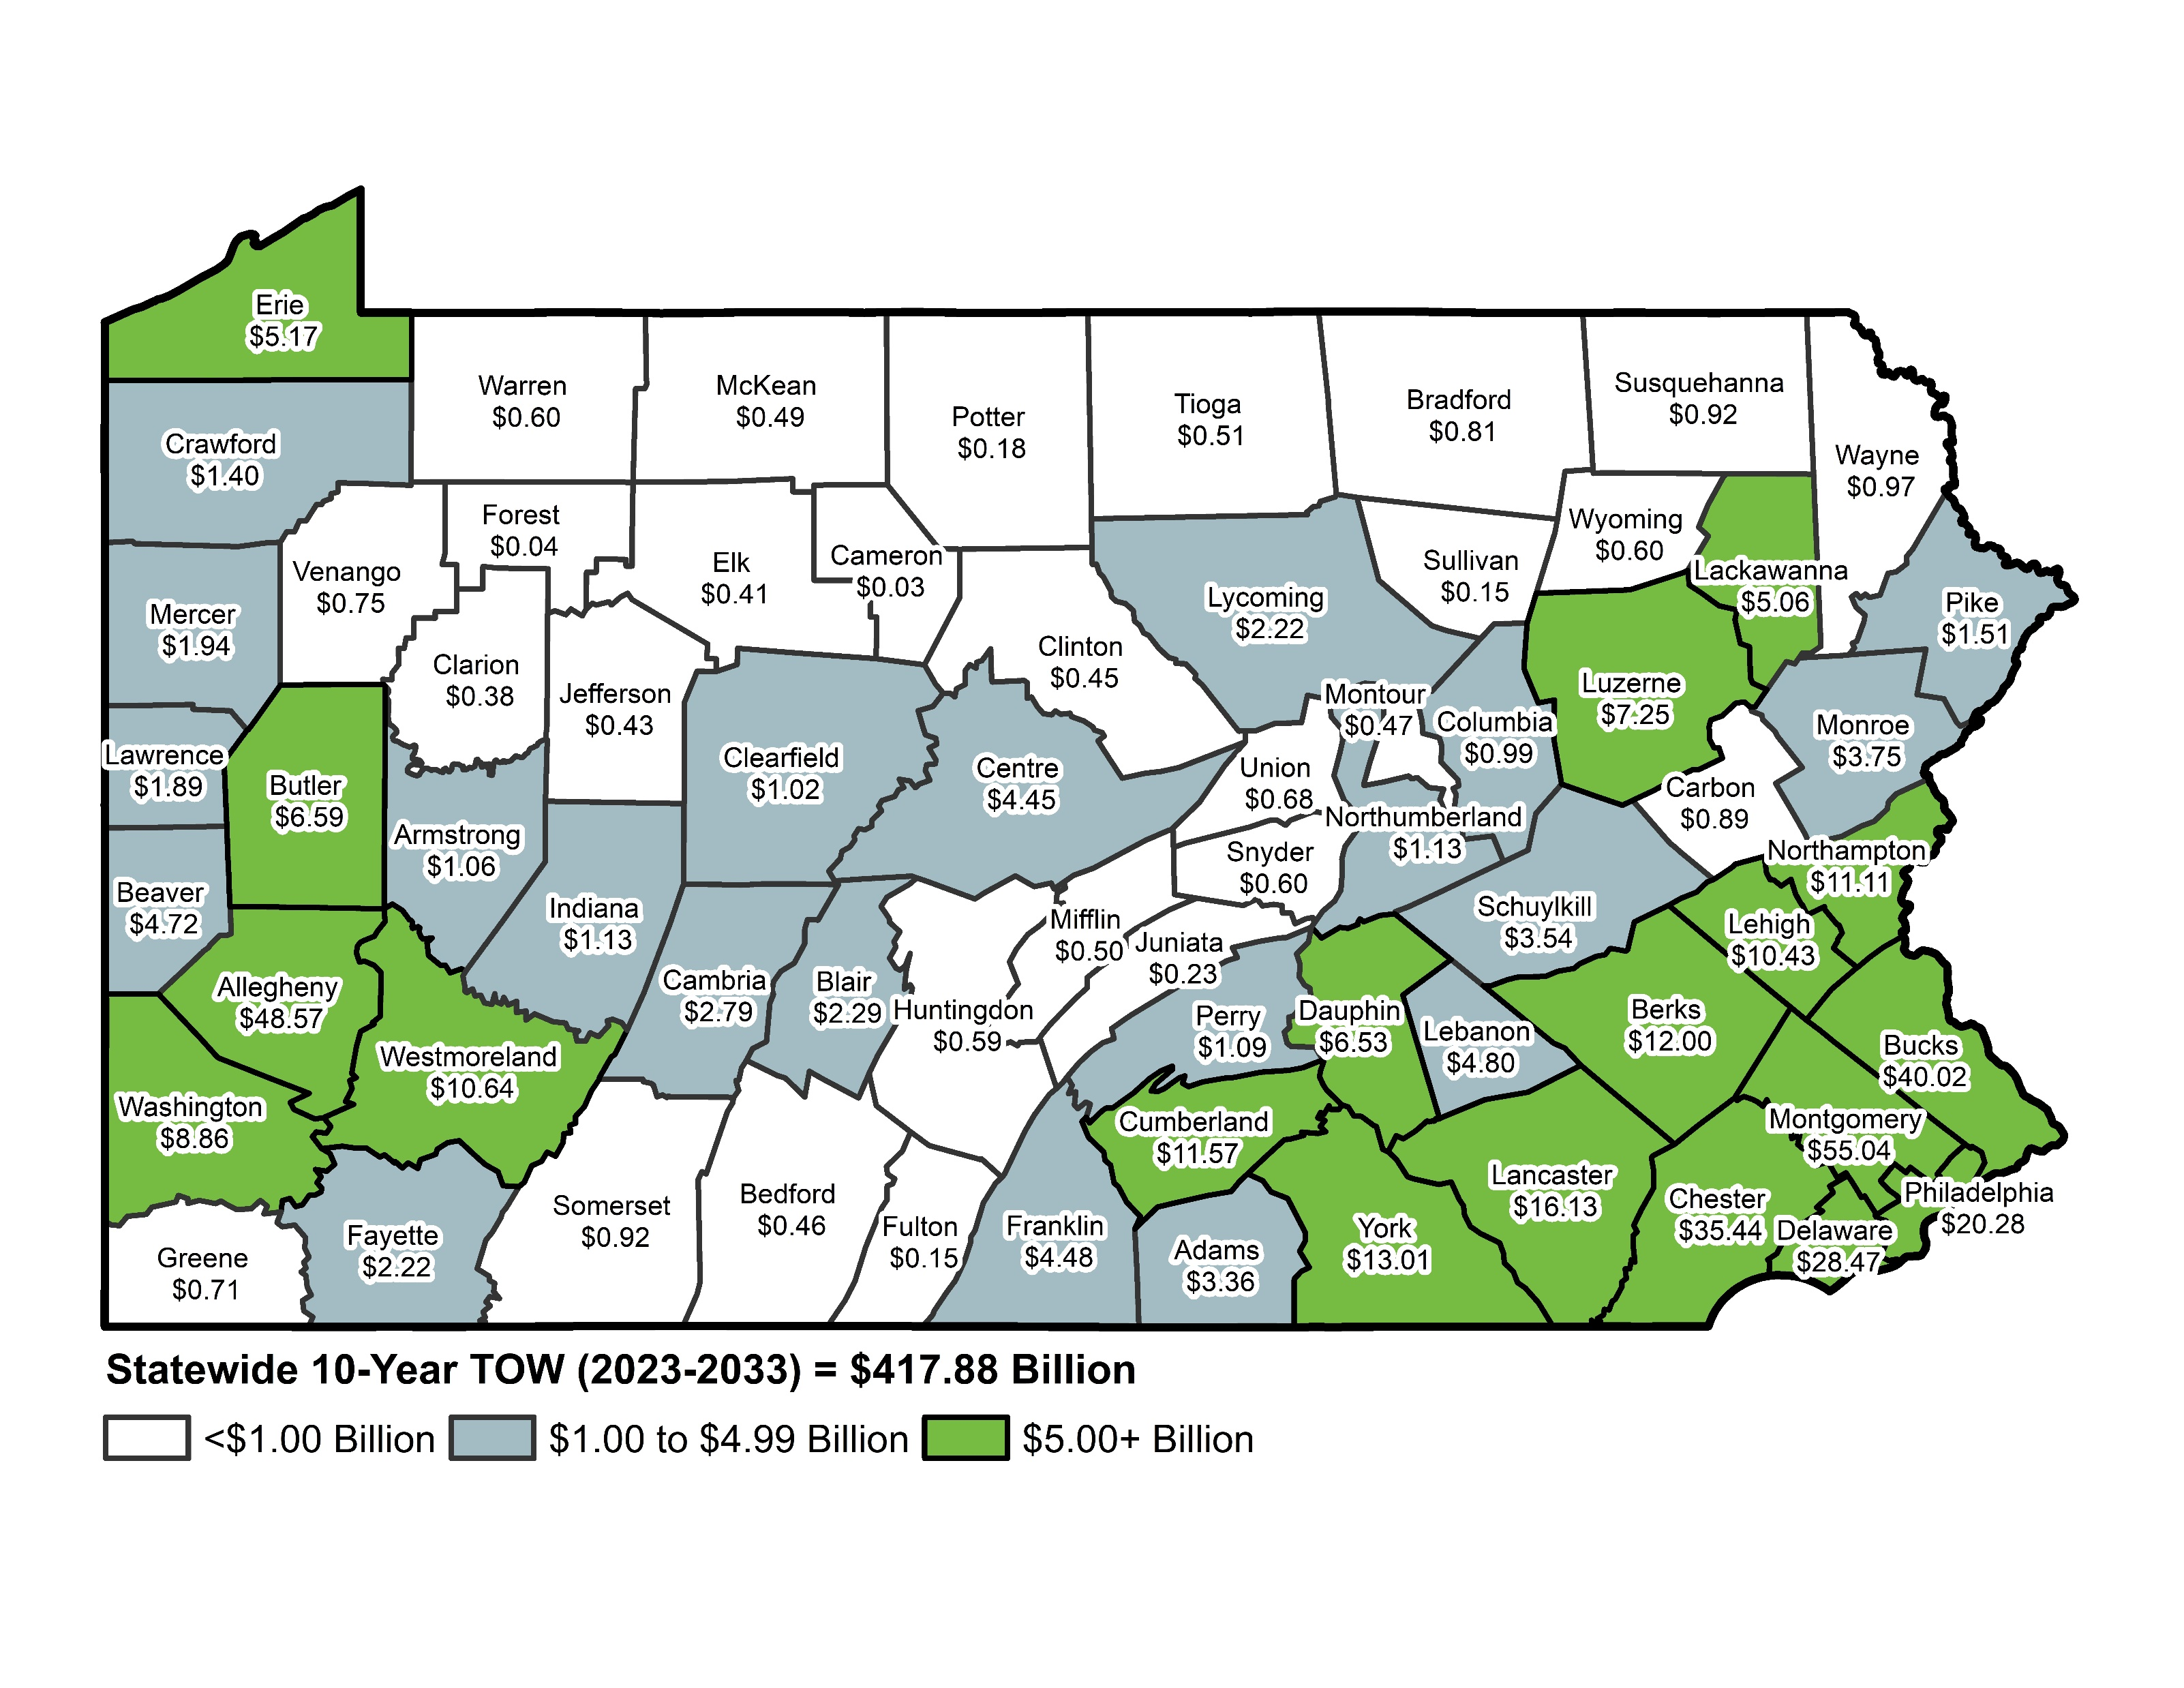 Erie
$5.17
Crawford
$1.40
Warren
$0.60
McKean
$0.49
Potter
$0.18
Tioga
$0.51
Bradford
$0.81
Susquehanna
$0.92
Wayne
$0.97
Forest
$0.04
Venango
$0.75
Elk
$0.41
Cameron
$0.03
Wyoming
$0.60
Sullivan
$0.15
Lackawanna
$5.06
Pike
$1.51
Mercer
$1.94
Lycoming
$2.22
Clinton
$0.45
Clarion
$0.38
Jefferson
$0.43
Luzerne
$7.25
Montour
$0.47
Columbia
$0.99
Monroe
$3.75
Lawrence
$1.89
Butler
$6.59
Clearfield
$1.02
Centre
$4.45
Union
$0.68
Carbon
$0.89
Armstrong
$1.06
Northumberland
$1.13
Snyder
$0.60
Northampton
$11.11
Beaver
$4.72
Indiana
$1.13
Mifflin
$0.50
Juniata
$0.23
Schuylkill
$3.54
Lehigh
$10.43
Allegheny
$48.57
Cambria
$2.79
Blair
$2.29
Huntingdon
$0.59
Perry
$1.09
Dauphin
$6.53
Lebanon
$4.80
Berks
$12.00
Bucks
$40.02
Westmoreland
$10.64
Washington
$8.86
Cumberland
$11.57
Montgomery
$55.04
Lancaster
$16.13
Chester
$35.44
Philadelphia
$20.28
Delaware
$28.47
Greene
$0.71
Fayette
$2.22
Somerset
$0.92
Bedford
$0.46
Fulton
$0.15
Franklin
$4.48
Adams
$3.36
York
$13.01
Statewide 10-Year TOW (2023-2033) = $417.88 Billion
<$1.00 Billion
$1.00 to $4.99 Billion
$5.00+ Billion